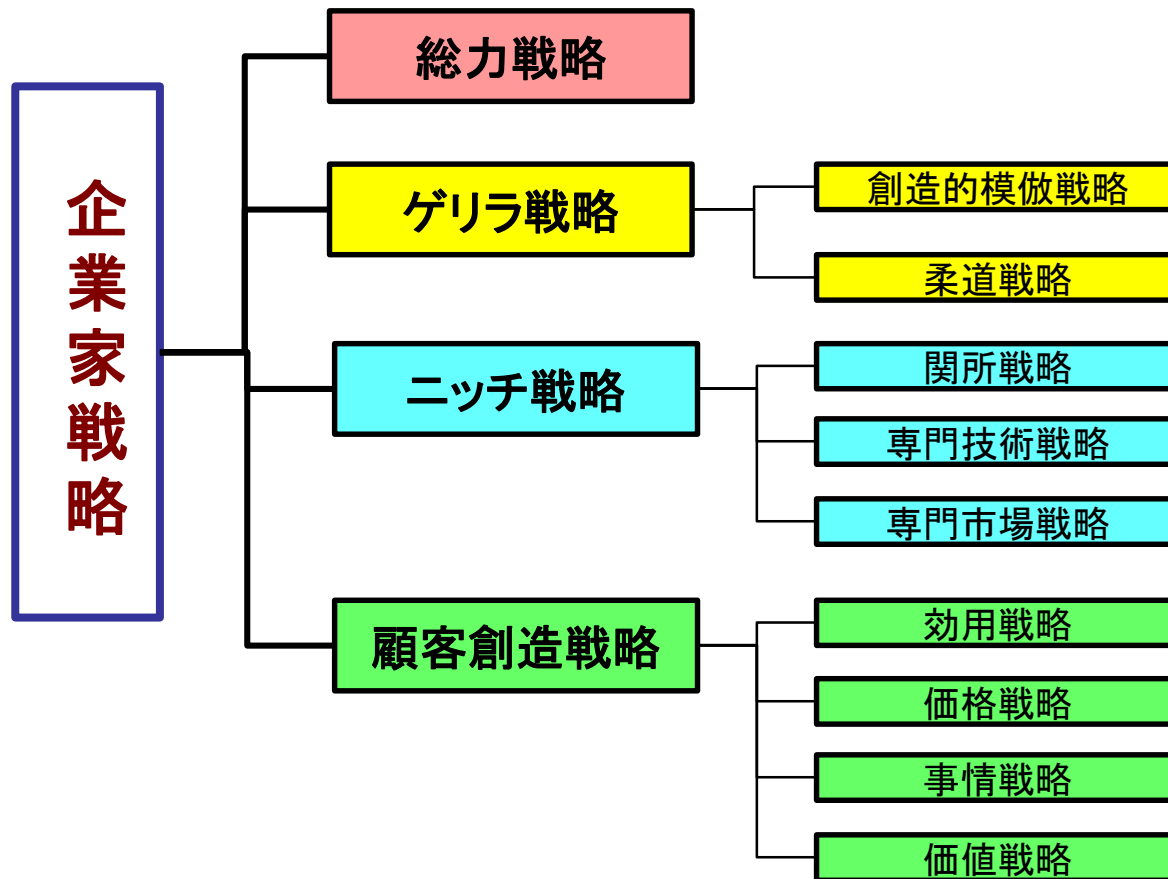 企業家戦略
総力戦略
ゲリラ戦略
創造的模倣戦略
柔道戦略
ニッチ戦略
関所戦略
専門技術戦略
専門市場戦略
顧客創造戦略
効用戦略
価格戦略
事情戦略
価値戦略